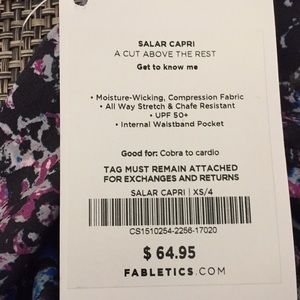 SALAR CAPRI
A CUT ABOVE THE REST
Get to know me
• Moisture-Wicking, Compression Fabric
• All Way Stretch & Chafe Resistant
• UPF 50+
• Internal Waistband Pocket
Good for: Cobra to cardio
TAG MUST REMAIN ATTACHED
FOR EXCHANGES AND RETURNS
SALAR CAPRI | XS/4
CS1510254-2256-17020
$ 64.95
FABLETICS.COM